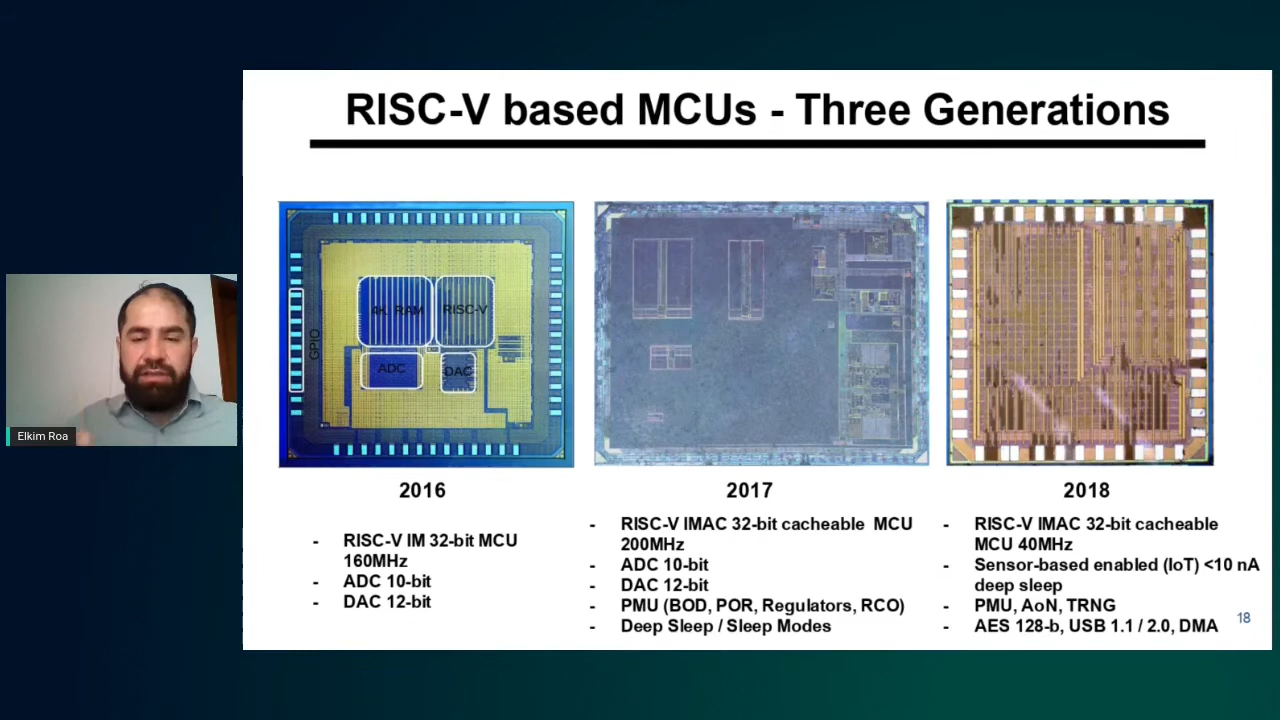 RISC-V based MCUs - Three Generations
4K RAM
RISC-V
GPIO
ADC
DAC
Elkim Roa
2016
- RISC-V IM 32-bit MCU
160MHz
- ADC 10-bit
- DAC 12-bit
2017
- RISC-V IMAC 32-bit cacheable MCU
200MHz
- ADC 10-bit
- DAC 12-bit
- PMU (BOD, POR, Regulators, RCO)
- Deep Sleep / Sleep Modes
2018
- RISC-V IMAC 32-bit cacheable
MCU 40MHz
- Sensor-based enabled (IoT) <10 nA
deep sleep
- PMU, AoN, TRNG
- AES 128-b, USB 1.1 / 2.0, DMA
18